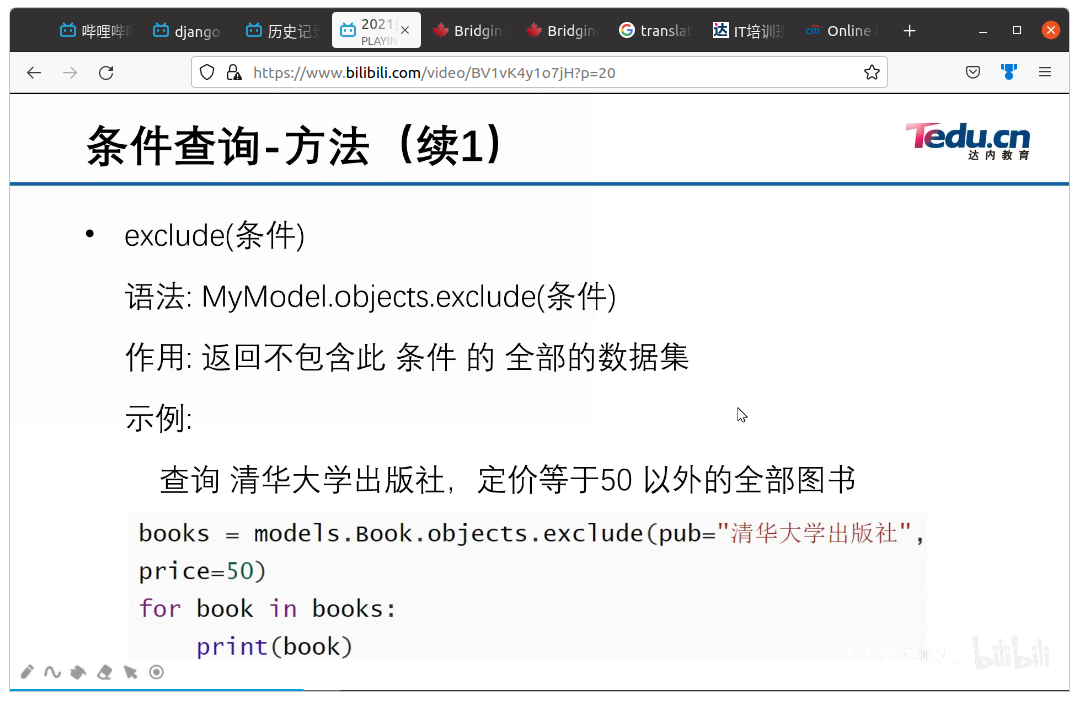 哔哩哔
django
历史记
2021
PLAYIN
Bridgin
Bridgin
translat
达 IT培训
citi Online
https://www.bilibili.com/video/BV1vK4y1o7jH?p=20
条件查询-方法（续1）
Tedu.cn
达内教育
• exclude(条件)
语法: MyModel.objects.exclude(条件)
作用: 返回不包含此 条件 的 全部的数据集
示例:
查询 清华大学出版社，定价等于50 以外的全部图书
books = models.Book.objects.exclude(pub="清华大学出版社",
price=50)
for book in books:
print(book)
bilibili